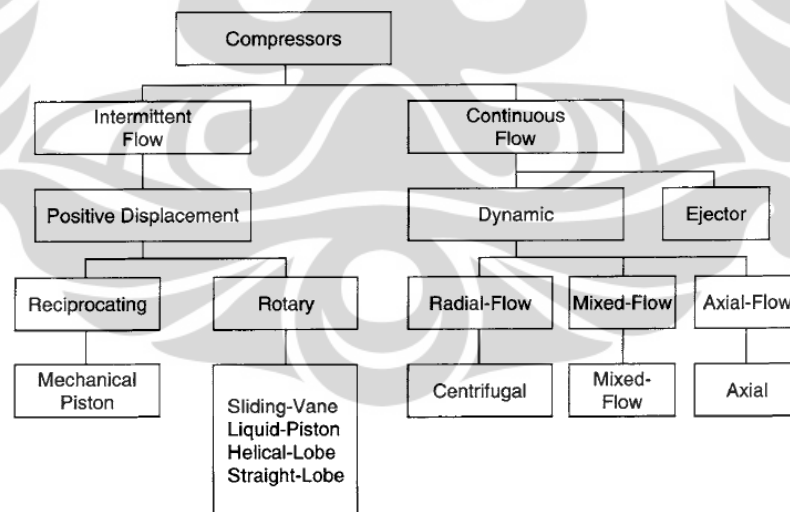 Compressors
Intermittent
Flow
Continuous
Flow
Positive Displacement
Dynamic
Ejector
Reciprocating
Rotary
Radial-Flow
Mixed-Flow
Axial-Flow
Mechanical
Piston
Sliding-Vane
Liquid-Piston
Helical-Lobe
Straight-Lobe
Centrifugal
Mixed-
Flow
Axial